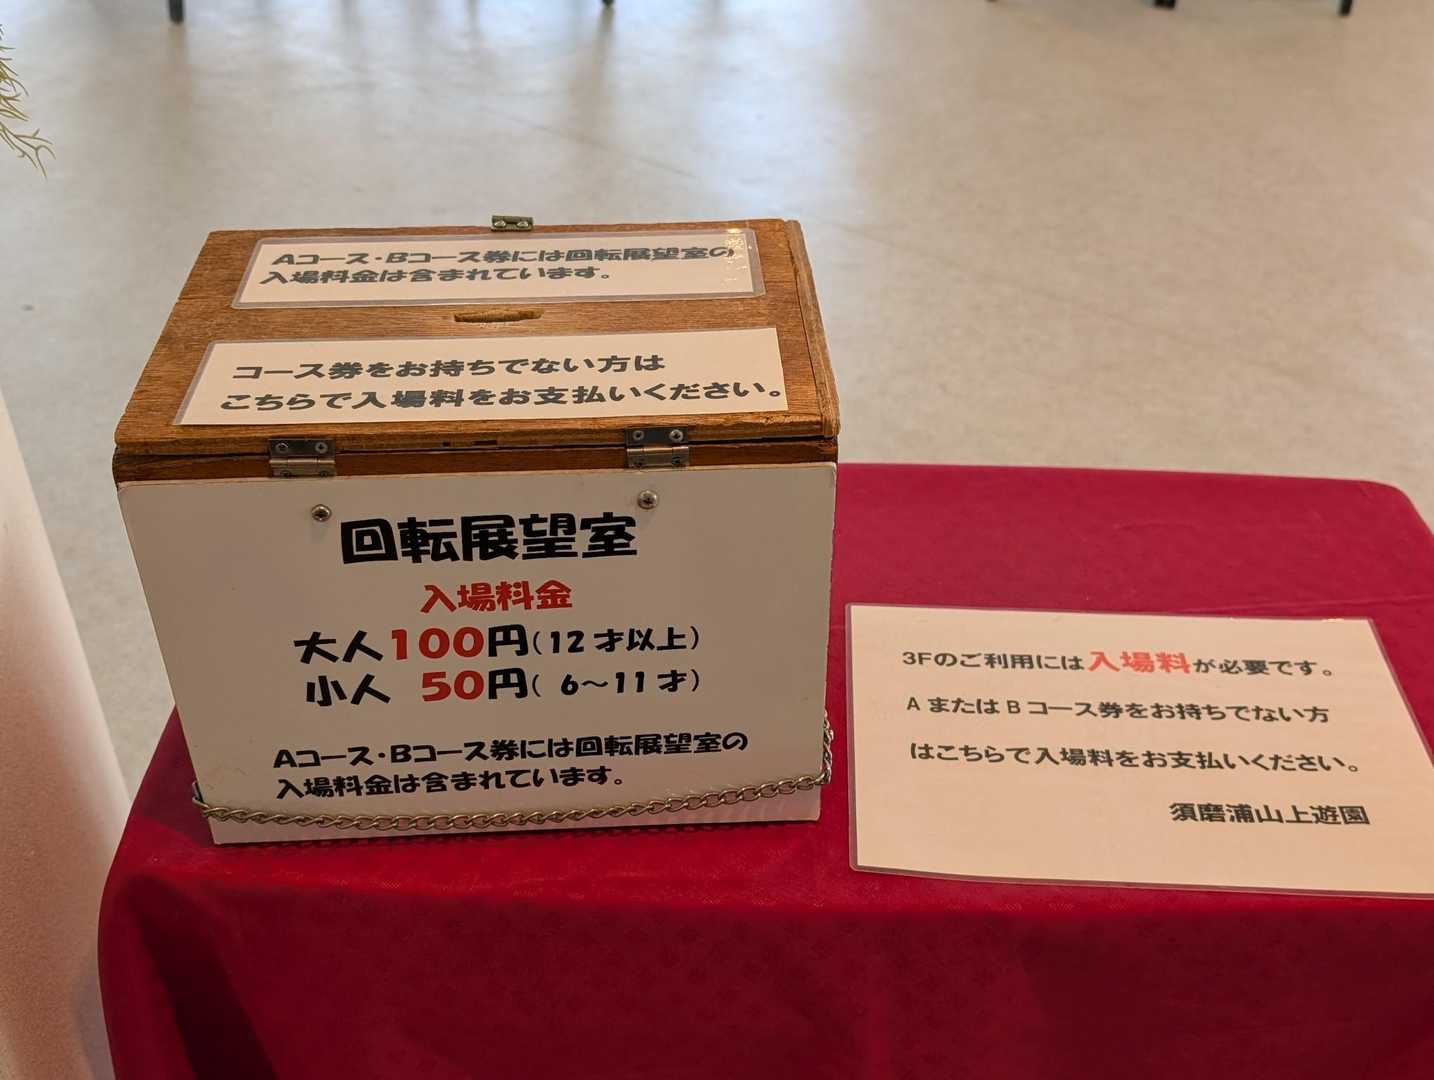 Aコース・Bコース券には回転展望室の
入場料金は含まれています。
コース券をお持ちでない方は
こちらで入場料をお支払いください。
回転展望室
入場料金
大人100円(12才以上)
小人 50円( 6～11才)
Aコース・Bコース券には回転展望室の
入場料金は含まれています。
3Fのご利用には入場料が必要です。
A または B コース券をお持ちでない方
はこちらで入場料をお支払いください。
須磨浦山上遊園